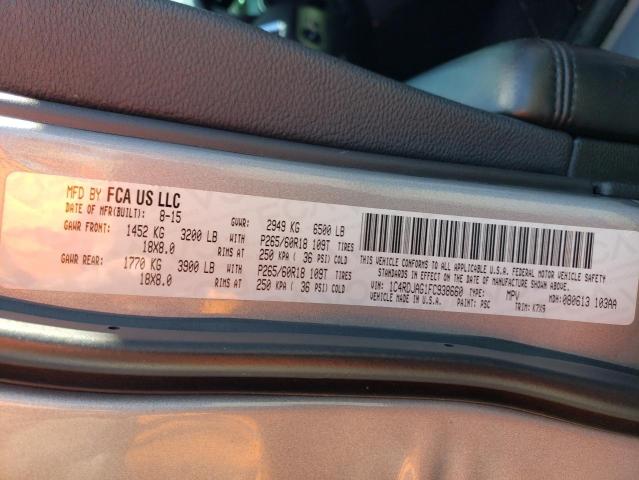 MFD BY FCA US LLC
DATE OF MFR(BUILT): 8-15 GVWR: 2949 KG 6500 LB
GAWR FRONT: 1452 KG 3200 LB WITH P265/60R18 109T TIRES
18X8.0 RIMS AT 250 KPA ( 36 PSI) COLD
GAWR REAR: 1770 KG 3900 LB WITH P265/60R18 109T TIRES
18X8.0 RIMS AT 250 KPA ( 36 PSI) COLD
THIS VEHICLE CONFORMS TO ALL APPLICABLE U.S.A. FEDERAL MOTOR VEHICLE SAFETY
STANDARDS IN EFFECT ON THE DATE OF MANUFACTURE SHOWN ABOVE.
VIN: 1C4RDJAG1FC938660 TYPE: MPV MDH: 080613 103AA
VEHICLE MADE IN U.S.A. PAINT: PSC TRIM: K7X9